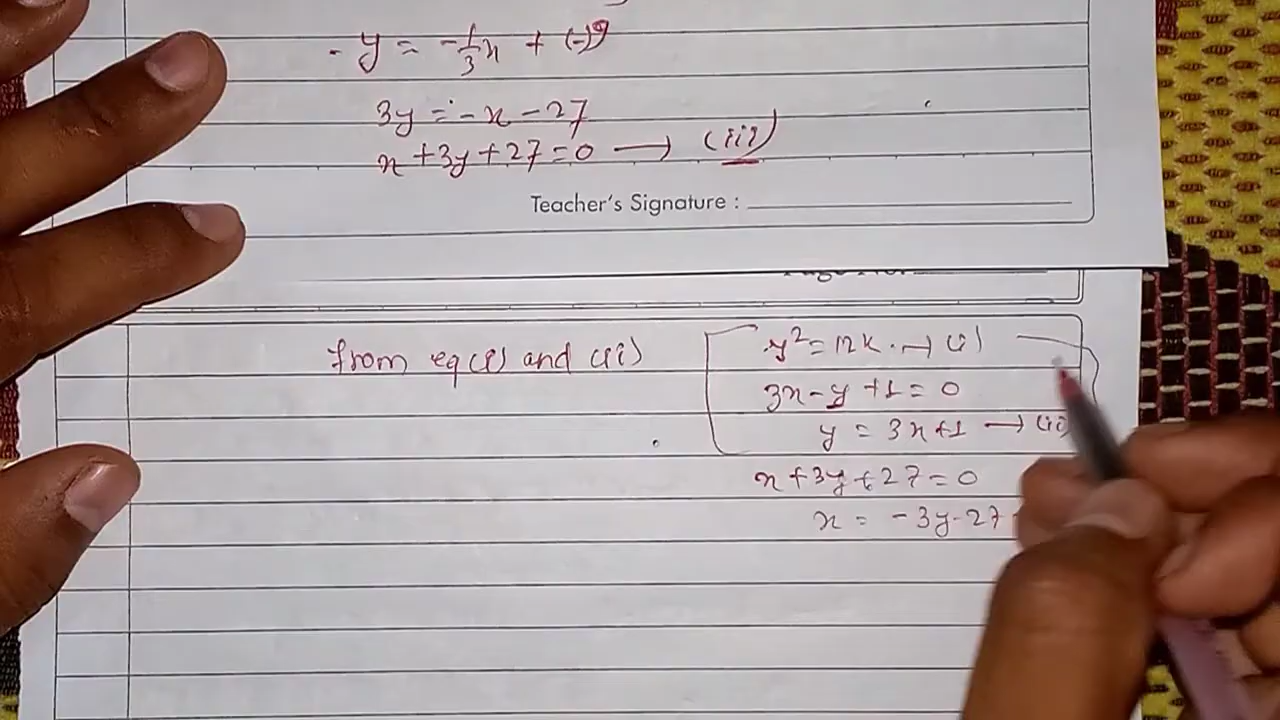 - y = -1/3x + (-)9
3y = -x - 27
x + 3y + 27 = 0 → (iii)
Teacher's Signature :
from eq(i) and (ii)
y² = 12x → (i)
3x - y + 1 = 0
y = 3x + 1 → (ii)
x + 3y + 27 = 0
x = -3y - 27